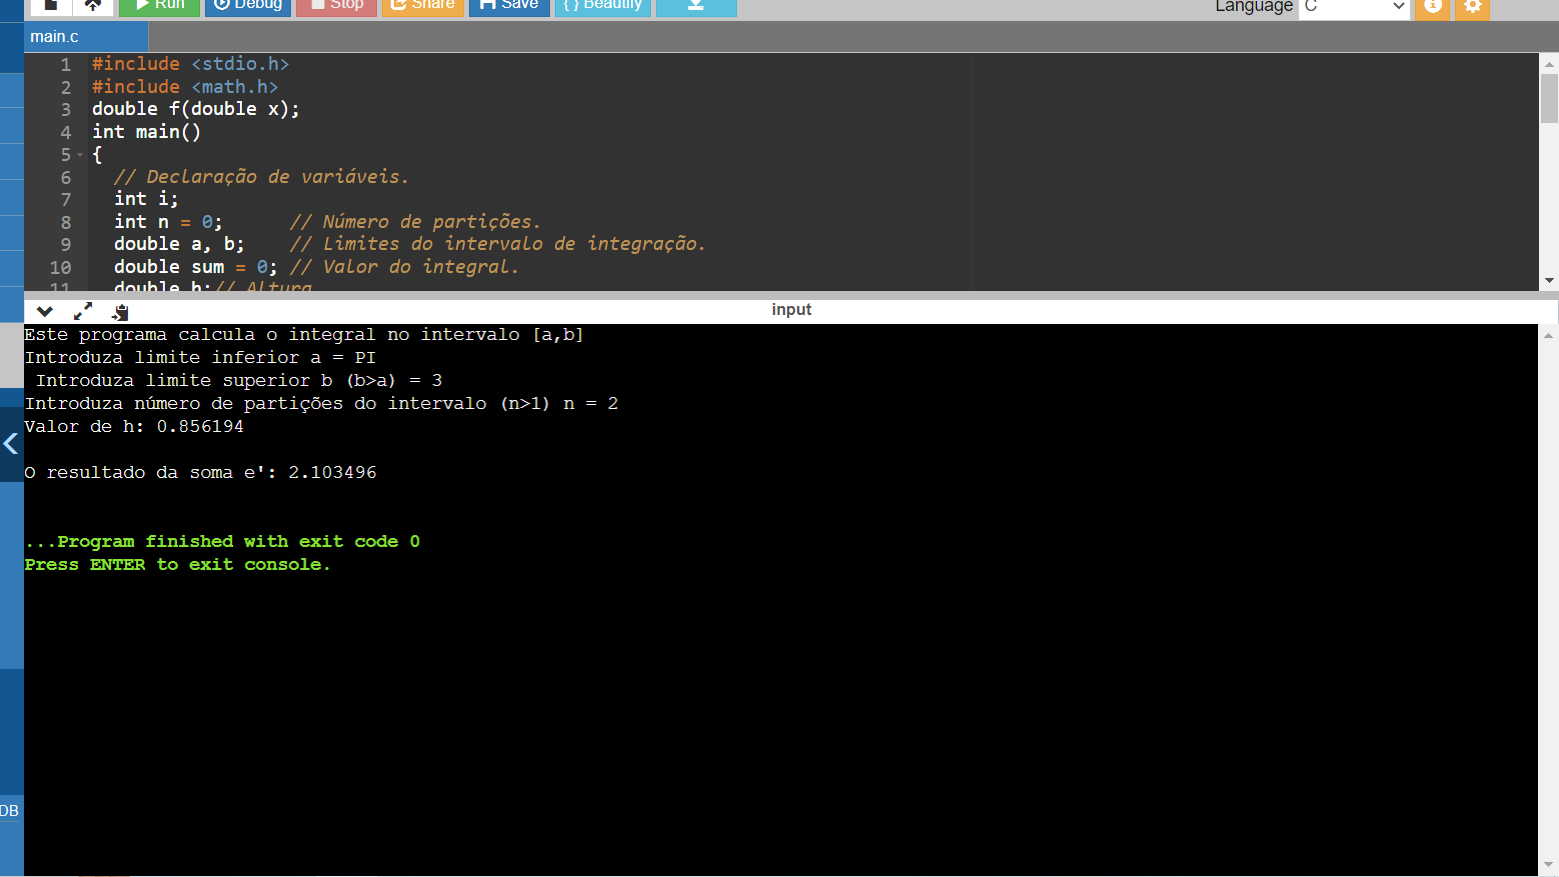 Run Debug Stop Share Save { } Beautify Language C
main.c
1 #include <stdio.h>
2 #include <math.h>
3 double f(double x);
4 int main()
5 {
6 // Declaração de variáveis.
7 int i;
8 int n = 0; // Número de partições.
9 double a, b; // Limites do intervalo de integração.
10 double sum = 0; // Valor do integral.
11 double h; // Altura
input
Este programa calcula o integral no intervalo [a,b]
Introduza limite inferior a = PI
Introduza limite superior b (b>a) = 3
Introduza número de partições do intervalo (n>1) n = 2
Valor de h: 0.856194
O resultado da soma e': 2.103496
...Program finished with exit code 0
Press ENTER to exit console.
DB